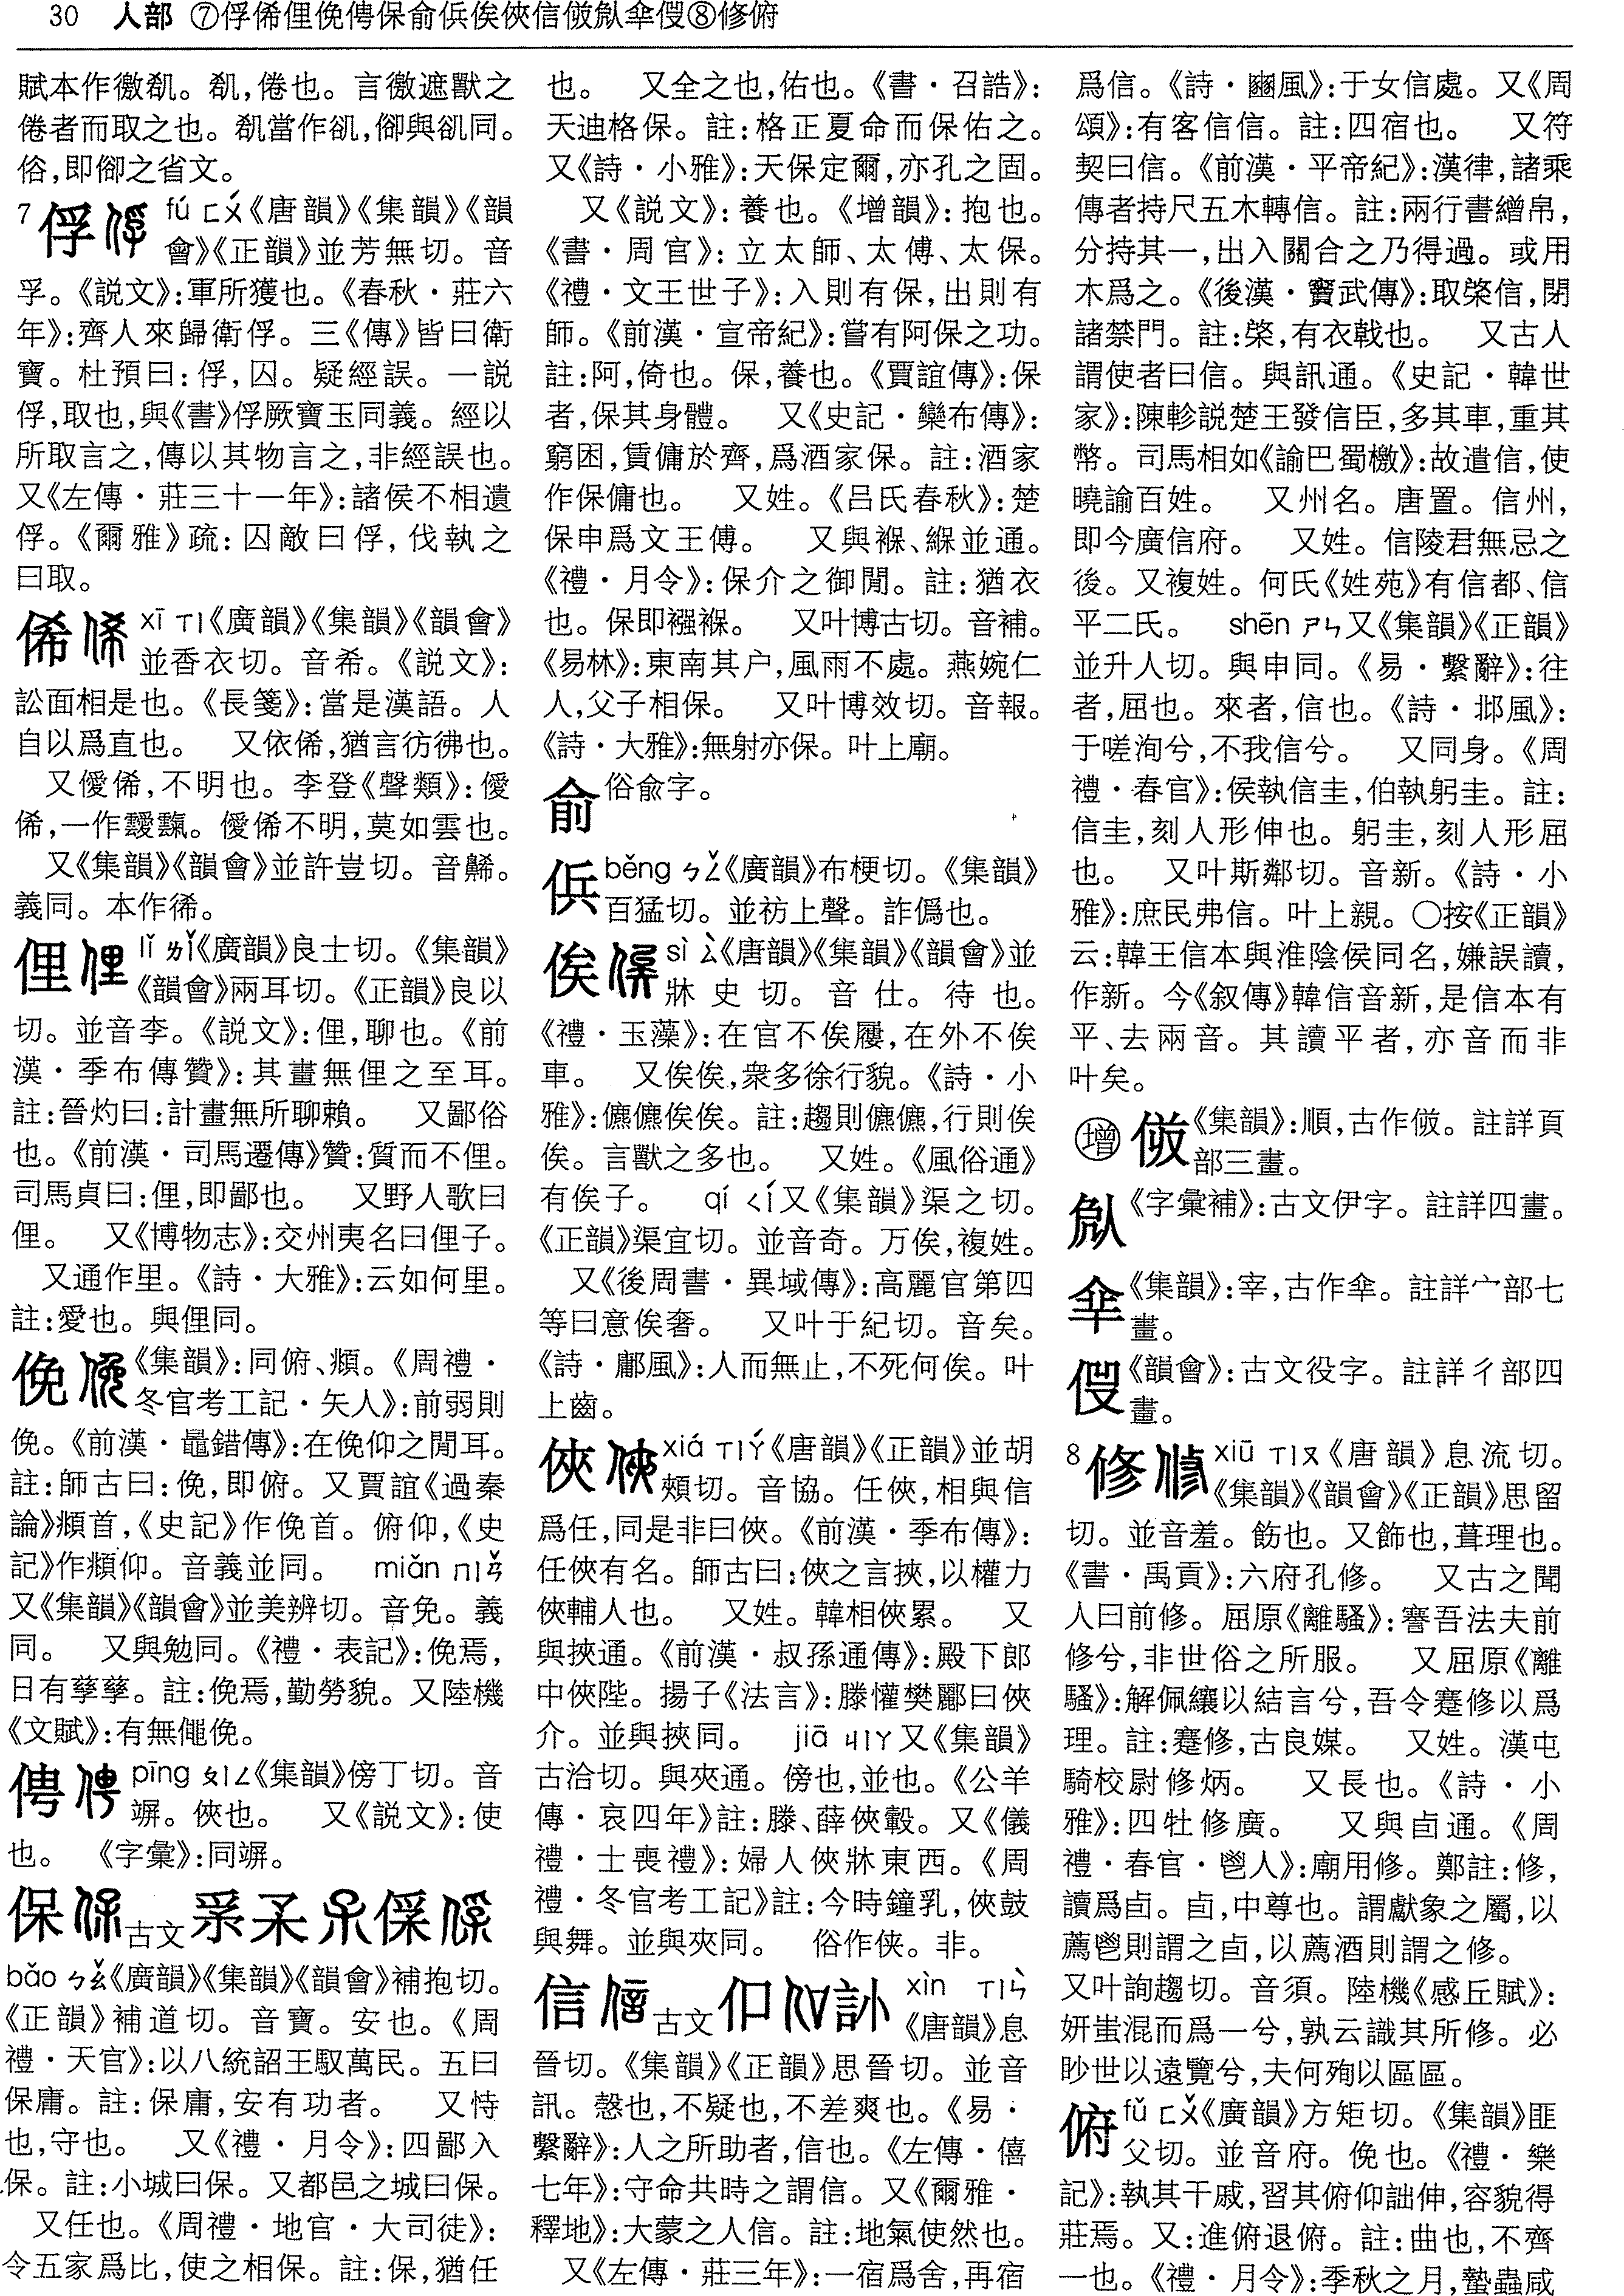 30 人部 ⑦俘俙俚俛俜保俞㑟俟俠信㑐𠈮𠆿伇⑧修俯
賦本作徼𠊬。𠊬,倦也。言徼遮獸之
倦者而取之也。𠊬當作㕁,御與㕁同。
俗,即御之省文。
7 俘 fú ㄈㄨˊ《唐韻》《集韻》《韻
會》《正韻》並芳無切。音
孚。《説文》:軍所獲也。《春秋・莊六
年》:齊人來歸衛俘。三《傳》皆曰衛
寶。杜預曰:俘,囚。疑經誤。一説
俘,取也,與《書》俘厥寶玉同義。經以
所取言之,傳以其物言之,非經誤也。
又《左傳・莊三十一年》:諸侯不相遺
俘。《爾雅》疏:囚敵曰俘,伐執之
曰取。
俙 xī ㄒㄧ《廣韻》《集韻》《韻會》
並香衣切。音希。《説文》:
訟面相是也。《長箋》:當是漢語。人
自以爲直也。 又依俙,猶言彷彿也。
又僾俙,不明也。李登《聲類》:僾
俙,一作靉霼。僾俙不明,莫如雲也。
又《集韻》《韻會》並許豈切。音豨。
義同。本作㣟。
俚 lǐ ㄌㄧˇ《廣韻》良士切。《集韻》
《韻會》兩耳切。《正韻》良以
切。並音李。《説文》:俚,聊也。《前
漢・季布傳贊》:其畫無俚之至耳。
註:晉灼曰:計畫無所聊賴。 又鄙俗
也。《前漢・司馬遷傳》贊:質而不俚。
司馬貞曰:俚,即鄙也。 又野人歌曰
俚。 又《博物志》:交州夷名曰俚子。
又通作里。《詩・大雅》:云如何里。
註:憂也。與俚同。
俛《集韻》:同俯、頫。《周禮・
冬官考工記・矢人》:前弱則
俛。《前漢・鼂錯傳》:在俛仰之閒耳。
註:師古曰:俛,即俯。又賈誼《過秦
論》頫首,《史記》作俛首。俯仰,《史
記》作頫仰。音義並同。 miǎn ㄇㄧㄢˇ
又《集韻》《韻會》並美辨切。音免。義
同。 又與勉同。《禮・表記》:俛焉,
日有孳孳。註:俛焉,勤勞貌。又陸機
《文賦》:有無僶俛。
俜 pīng ㄆㄧㄥ《集韻》傍丁切。音
竮。俠也。 又《説文》:使
也。 《字彙》:同竮。
保 古文
bǎo ㄅㄠˇ《廣韻》《集韻》《韻會》補抱切。
《正韻》補道切。音寶。安也。《周
禮・天官》:以八統詔王馭萬民。五曰
保庸。註:保庸,安有功者。 又恃
也,守也。 又《禮・月令》:四鄙入
保。註:小城曰保。又都邑之城曰保。
又任也。《周禮・地官・大司徒》:
令五家爲比,使之相保。註:保,猶任
也。 又全之也,佑也。《書・召誥》:
天迪格保。註:格正夏命而保佑之。
又《詩・小雅》:天保定爾,亦孔之固。
又《説文》:養也。《增韻》:抱也。
《書・周官》:立太師、太傅、太保。
《禮・文王世子》:入則有保,出則有
師。《前漢・宣帝紀》:嘗有阿保之功。
註:阿,倚也。保,養也。《賈誼傳》:保
者,保其身體。 又《史記・欒布傳》:
窮困,賃傭於齊,爲酒家保。註:酒家
作保傭也。 又姓。《吕氏春秋》:楚
保申爲文王傅。 又與褓、緥並通。
《禮・月令》:保介之御閒。註:猶衣
也。保即襁褓。 又叶博古切。音補。
《易林》:東南其户,風雨不處。燕婉仁
人,父子相保。 又叶博效切。音報。
《詩・大雅》:無射亦保。叶上廟。
俞 俗兪字。
㑟 běng ㄅㄥˇ《廣韻》布梗切。《集韻》
百猛切。並祊上聲。詐僞也。
俟 sì ㄙˋ《唐韻》《集韻》《韻會》並
牀史切。音仕。待也。
《禮・玉藻》:在官不俟屨,在外不俟
車。 又俟俟,衆多徐行貌。《詩・小
雅》:儦儦俟俟。註:趨則儦儦,行則俟
俟。言獸之多也。 又姓。《風俗通》
有俟子。 qí ㄑㄧˊ又《集韻》渠之切。
《正韻》渠宜切。並音奇。万俟,複姓。
又《後周書・異域傳》:高麗官第四
等曰意俟奢。 又叶于紀切。音矣。
《詩・鄘風》:人而無止,不死何俟。叶
上齒。
俠 xiá ㄒㄧㄚˊ《唐韻》《正韻》並胡
頰切。音協。任俠,相與信
爲任,同是非曰俠。《前漢・季布傳》:
任俠有名。師古曰:俠之言挾,以權力
俠輔人也。 又姓。韓相俠累。 又
與挾通。《前漢・叔孫通傳》:殿下郎
中俠陛。揚子《法言》:滕懽樊酈曰俠
介。並與挾同。 jiā ㄐㄧㄚ又《集韻》
古洽切。與夾通。傍也,並也。《公羊
傳・哀四年》註:滕、薛俠轂。又《儀
禮・士喪禮》:婦人俠牀東西。《周
禮・冬官考工記》註:今時鐘乳,俠鼓
與舞。並與夾同。 俗作侠。非。
信 古文 㐰 訫 xìn ㄒㄧㄣˋ
《唐韻》息
晉切。《集韻》《正韻》思晉切。並音
訊。慤也,不疑也,不差爽也。《易・
繫辭》:人之所助者,信也。《左傳・僖
七年》:守命共時之謂信。又《爾雅・
釋地》:大蒙之人信。註:地氣使然也。
又《左傳・莊三年》:一宿爲舍,再宿
爲信。《詩・豳風》:于女信處。又《周
頌》:有客信信。註:四宿也。 又符
契曰信。《前漢・平帝紀》:漢律,諸乘
傳者持尺五木轉信。註:兩行書繒帛,
分持其一,出入關合之乃得過。或用
木爲之。《後漢・竇武傳》:取棨信,閉
諸禁門。註:棨,有衣戟也。 又古人
謂使者曰信。與訊通。《史記・韓世
家》:陳軫説楚王發信臣,多其車,重其
幣。司馬相如《諭巴蜀檄》:故遣信,使
曉諭百姓。 又州名。唐置。信州,
即今廣信府。 又姓。信陵君無忌之
後。又複姓。何氏《姓苑》有信都、信
平二氏。 shēn ㄕㄣ又《集韻》《正韻》
並升人切。與申同。《易・繫辭》:往
者,屈也。來者,信也。《詩・邶風》:
于嗟洵兮,不我信兮。 又同身。《周
禮・春官》:侯執信圭,伯執躬圭。註:
信圭,刻人形伸也。躬圭,刻人形屈
也。 又叶斯鄰切。音新。《詩・小
雅》:庶民弗信。叶上親。○按《正韻》
云:韓王信本與淮陰侯同名,嫌誤讀,
作新。今《叙傳》韓信音新,是信本有
平、去兩音。其讀平者,亦音而非
叶矣。
增 《集韻》:順,古作。註詳頁
部三畫。
《字彙補》:古文伊字。註詳四畫。
《集韻》:宰,古作。註詳宀部七
畫。
《韻會》:古文役字。註詳彳部四
畫。
8 修 xiū ㄒㄧㄡ《唐韻》息流切。
《集韻》《韻會》《正韻》思留
切。並音羞。飭也。又飾也,葺理也。
《書・禹貢》:六府孔修。 又古之聞
人曰前修。屈原《離騷》:謇吾法夫前
修兮,非世俗之所服。 又屈原《離
騷》:解佩纕以結言兮,吾令蹇修以爲
理。註:蹇修,古良媒。 又姓。漢屯
騎校尉修炳。 又長也。《詩・小
雅》:四牡修廣。 又與卣通。《周
禮・春官・鬯人》:廟用修。鄭註:修,
讀爲卣。卣,中尊也。謂獻象之屬,以
薦鬯則謂之卣,以薦酒則謂之修。
又叶詢趨切。音須。陸機《感丘賦》:
妍蚩混而爲一兮,孰云識其所修。必
眇世以遠覽兮,夫何殉以區區。
俯 fǔ ㄈㄨˇ《廣韻》方矩切。《集韻》匪
父切。並音府。俛也。《禮・樂
記》:執其干戚,習其俯仰詘伸,容貌得
莊焉。又:進俯退俯。註:曲也,不齊
一也。《禮・月令》:季秋之月,蟄蟲咸